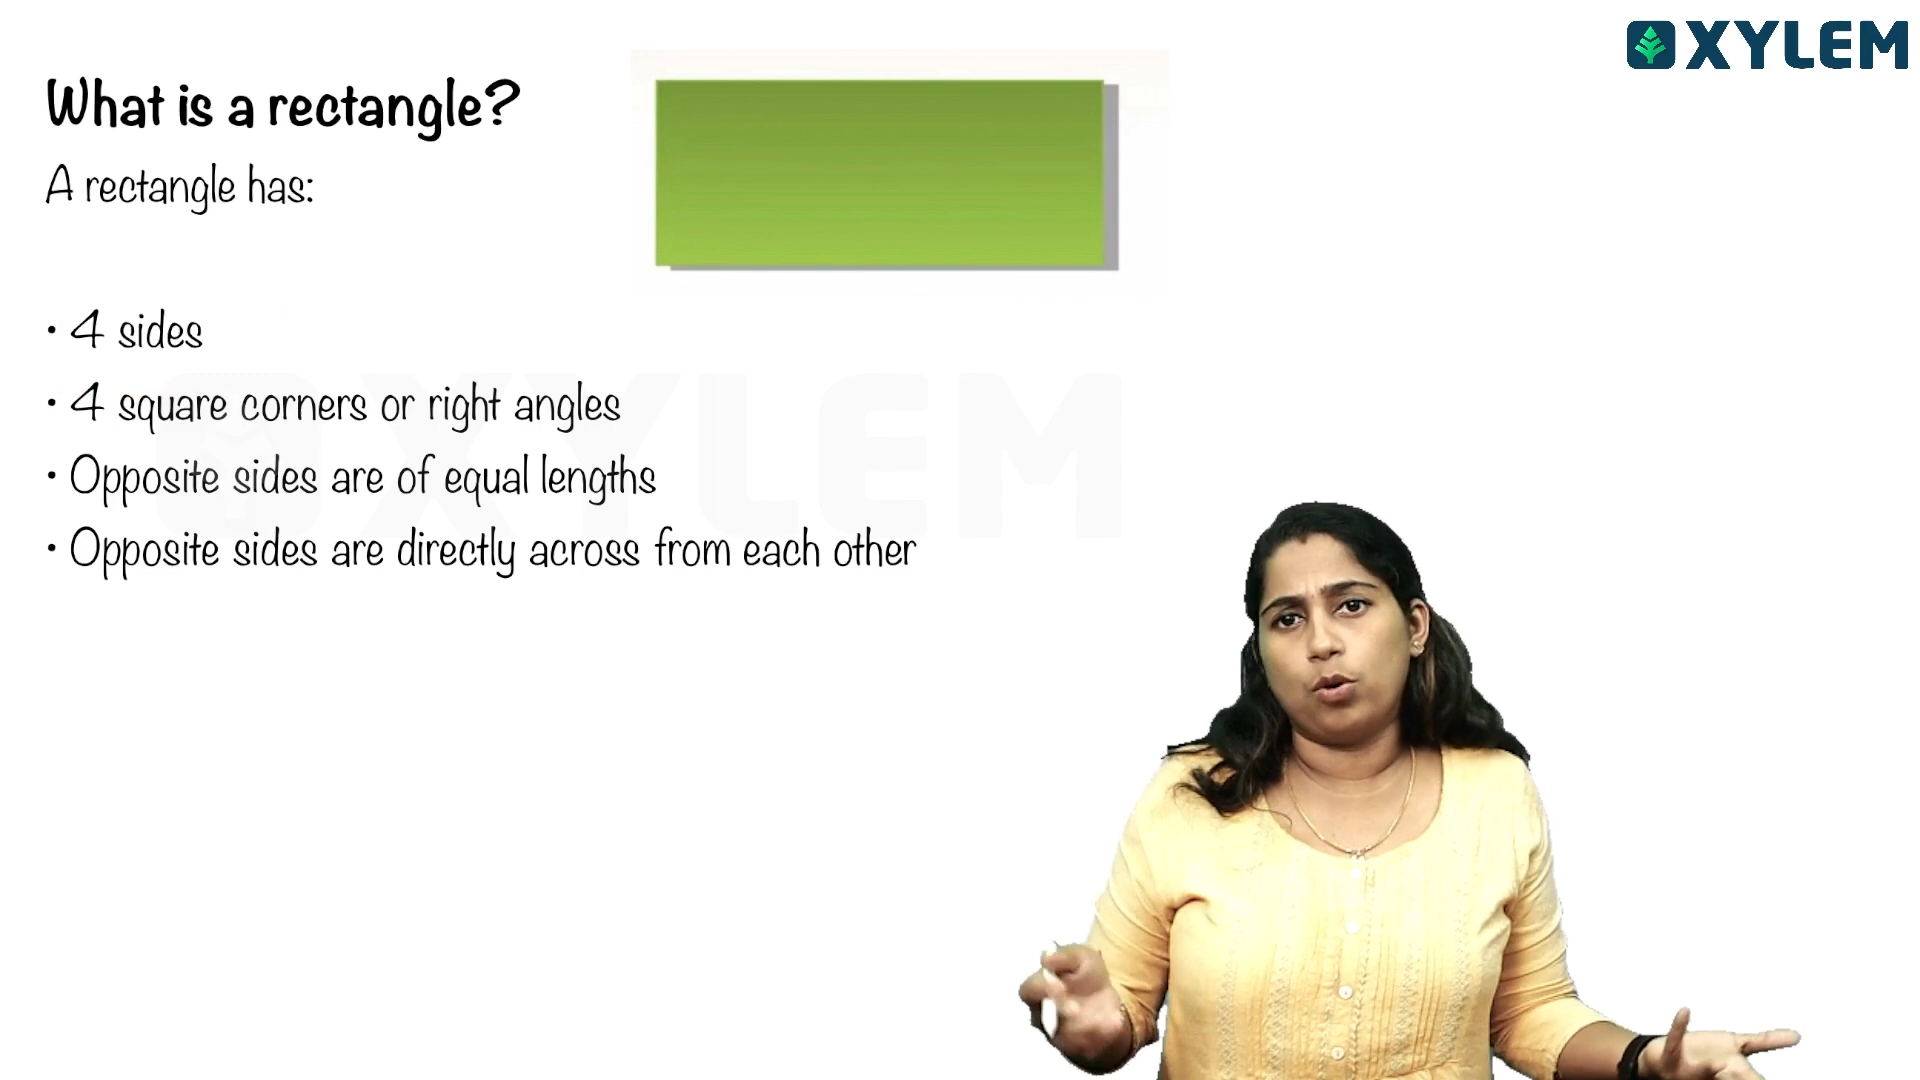 XYLEM
What is a rectangle?
A rectangle has:
• 4 sides
• 4 square corners or right angles
• Opposite sides are of equal lengths
• Opposite sides are directly across from each other
XYLEM